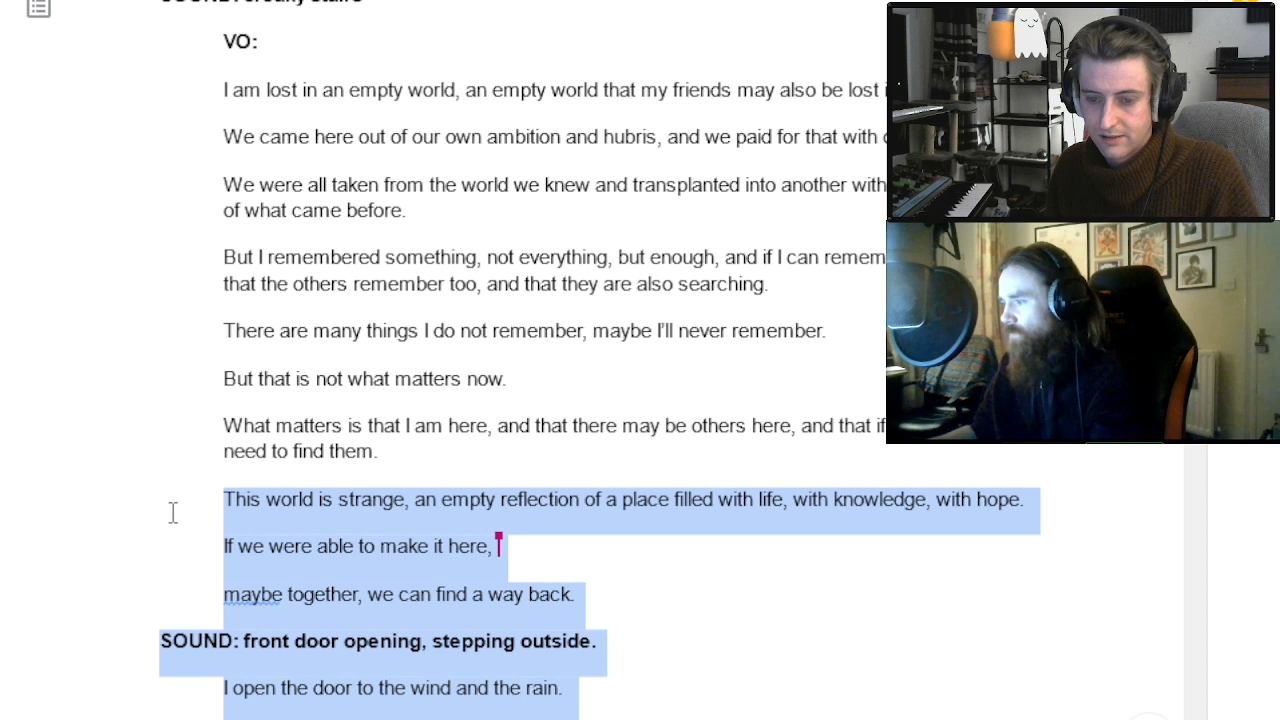 VO:
I am lost in an empty world, an empty world that my friends may also be lost
We came here out of our own ambition and hubris, and we paid for that with
We were all taken from the world we knew and transplanted into another with
of what came before.
But I remembered something, not everything, but enough, and if I can remem
that the others remember too, and that they are also searching.
There are many things I do not remember, maybe I'll never remember.
But that is not what matters now.
What matters is that I am here, and that there may be others here, and that if
need to find them.
This world is strange, an empty reflection of a place filled with life, with knowledge, with hope.
If we were able to make it here,
maybe together, we can find a way back.
SOUND: front door opening, stepping outside.
I open the door to the wind and the rain.